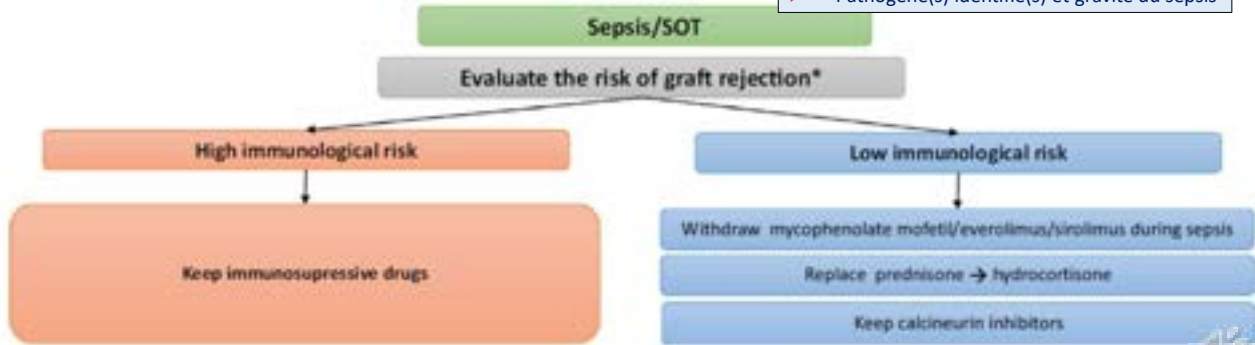 Pathogène(s) identifié(s) et gravité du sepsis
Sepsis/SOT
Evaluate the risk of graft rejection*
High immunological risk
Low immunological risk
Keep immunosupressive drugs
Withdraw mycophenolate mofetil/everolimus/sirolimus during sepsis
Replace prednisone → hydrocortisone
Keep calcineurin inhibitors